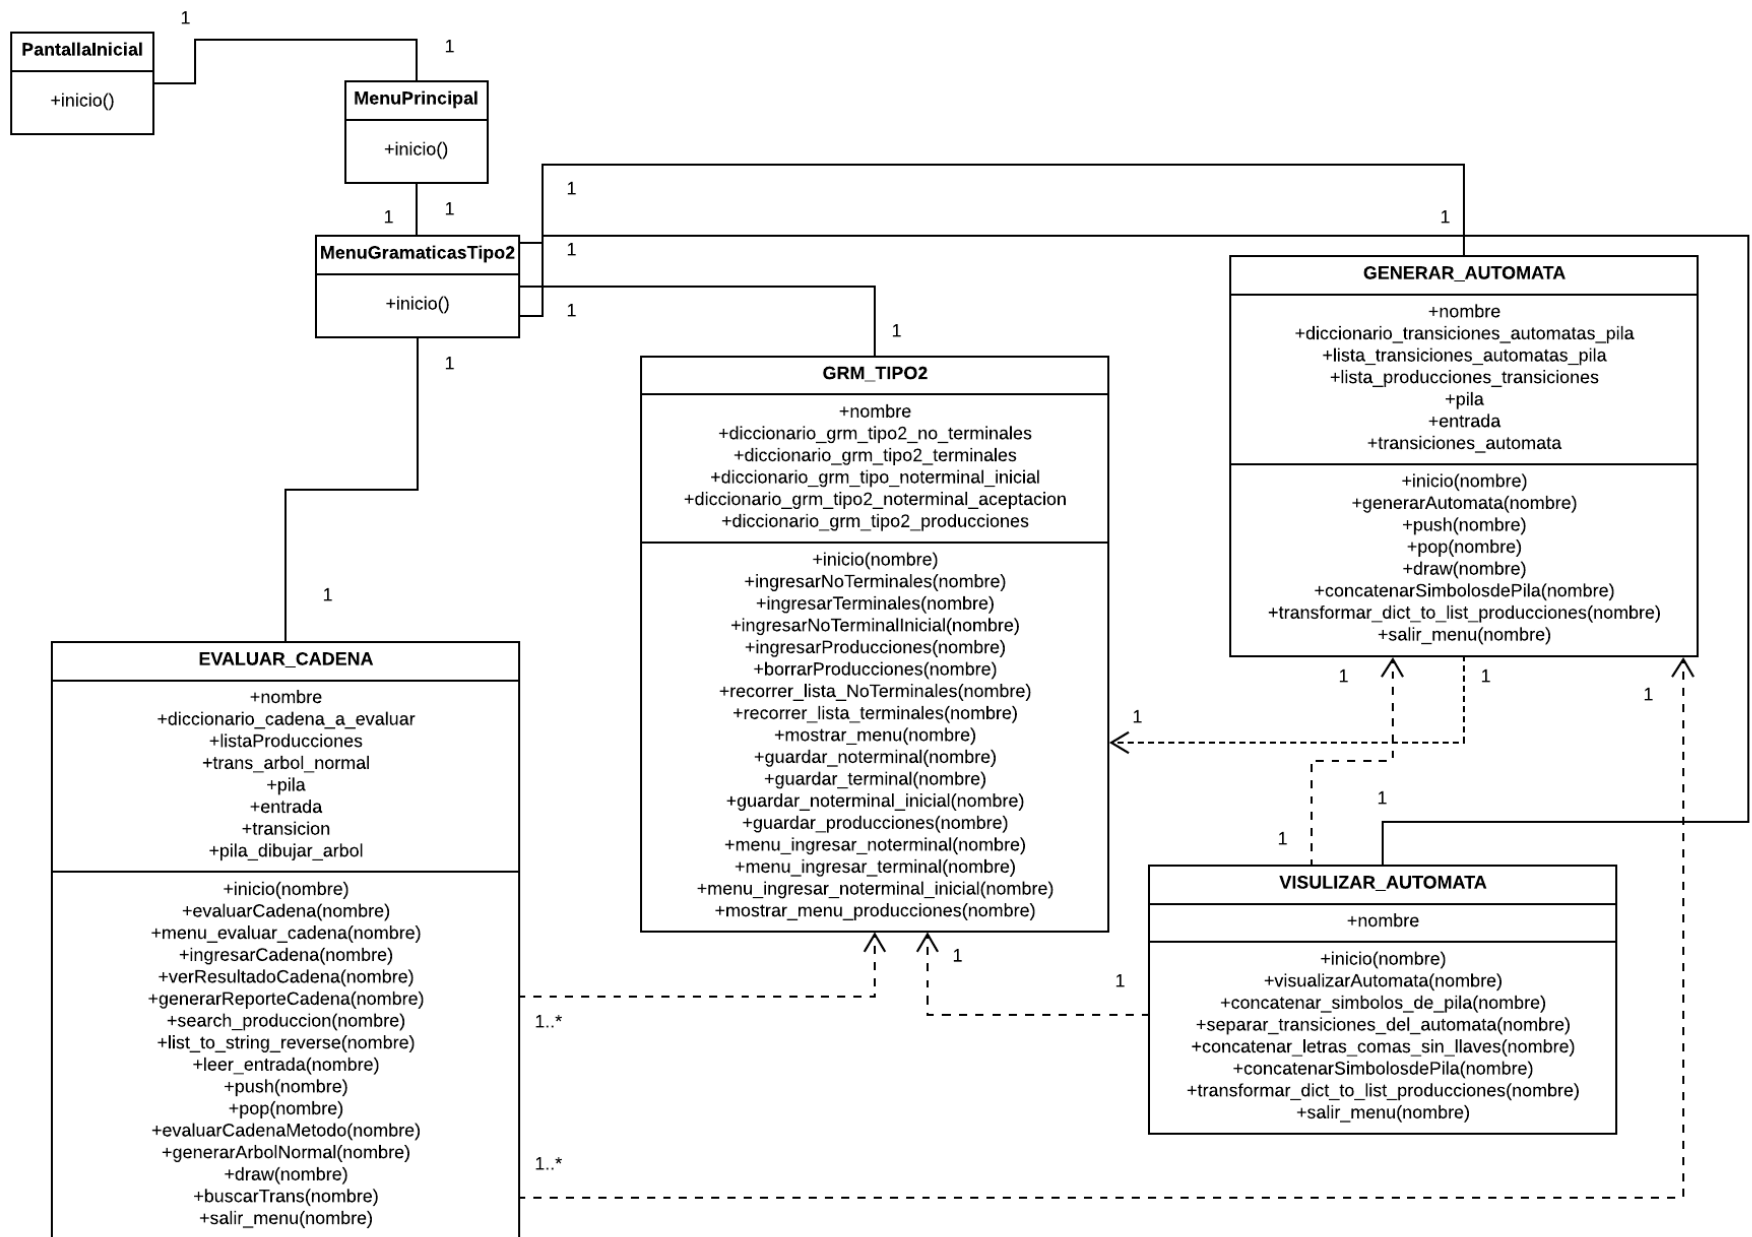 1
PantallaInicial
+inicio()
1
MenuPrincipal
+inicio()
1
1
MenuGramaticasTipo2
+inicio()
1
1
1
1
1
1
1
GENERAR_AUTOMATA
+nombre
+diccionario_transiciones_automatas_pila
+lista_transiciones_automatas_pila
+lista_producciones_transiciones
+pila
+entrada
+transiciones_automata
+inicio(nombre)
+generarAutomata(nombre)
+push(nombre)
+pop(nombre)
+draw(nombre)
+concatenarSimbolosdePila(nombre)
+transformar_dict_to_list_producciones(nombre)
+salir_menu(nombre)
GRM_TIPO2
+nombre
+diccionario_grm_tipo2_no_terminales
+diccionario_grm_tipo2_terminales
+diccionario_grm_tipo_noterminal_inicial
+diccionario_grm_tipo2_noterminal_aceptacion
+diccionario_grm_tipo2_producciones
+inicio(nombre)
+ingresarNoTerminales(nombre)
+ingresarTerminales(nombre)
+ingresarNoTerminalInicial(nombre)
+ingresarProducciones(nombre)
+borrarProducciones(nombre)
+recorrer_lista_NoTerminales(nombre)
+recorrer_lista_terminales(nombre)
+mostrar_menu(nombre)
+guardar_noterminal(nombre)
+guardar_terminal(nombre)
+guardar_noterminal_inicial(nombre)
+guardar_producciones(nombre)
+menu_ingresar_noterminal(nombre)
+menu_ingresar_terminal(nombre)
+menu_ingresar_noterminal_inicial(nombre)
+mostrar_menu_producciones(nombre)
EVALUAR_CADENA
+nombre
+diccionario_cadena_a_evaluar
+listaProducciones
+trans_arbol_normal
+pila
+entrada
+transicion
+pila_dibujar_arbol
+inicio(nombre)
+evaluarCadena(nombre)
+menu_evaluar_cadena(nombre)
+ingresarCadena(nombre)
+verResultadoCadena(nombre)
+generarReporteCadena(nombre)
+search_produccion(nombre)
+list_to_string_reverse(nombre)
+leer_entrada(nombre)
+push(nombre)
+pop(nombre)
+evaluarCadenaMetodo(nombre)
+generarArbolNormal(nombre)
+draw(nombre)
+buscarTrans(nombre)
+salir_menu(nombre)
1
1
1
1
1
1
1
1
1..*
1..*
VISULIZAR_AUTOMATA
+nombre
+inicio(nombre)
+visualizarAutomata(nombre)
+concatenar_simbolos_de_pila(nombre)
+separar_transiciones_del_automata(nombre)
+concatenar_letras_comas_sin_llaves(nombre)
+concatenarSimbolosdePila(nombre)
+transformar_dict_to_list_producciones(nombre)
+salir_menu(nombre)
1